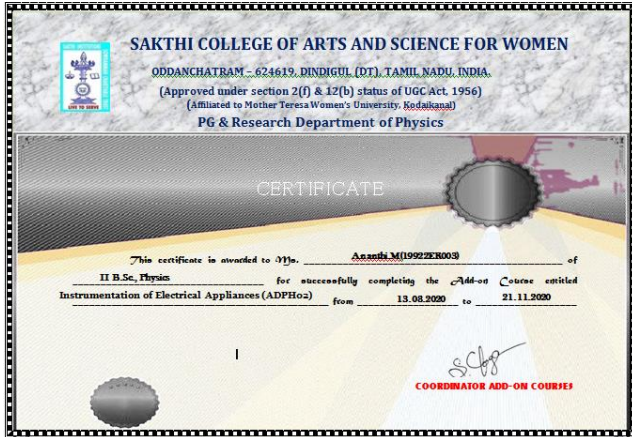 SAKTHI COLLEGE OF ARTS AND SCIENCE FOR WOMEN
ODDANCHATRAM – 624619, DINDIGUL (DT), TAMIL NADU, INDIA.
(Approved under section 2(f) & 12(b) status of UGC Act, 1956)
(Affiliated to Mother Teresa Women's University, Kodaikanal)
PG & Research Department of Physics
LIVE TO SERVE
CERTIFICATE
This certificate is awarded to Ms. Ananthi M(19922ER003) of
II B.Sc., Physics for successfully completing the Add-on Course entitled
Instrumentation of Electrical Appliances (ADPH02) from 13.08.2020 to 21.11.2020
COORDINATOR ADD-ON COURSES